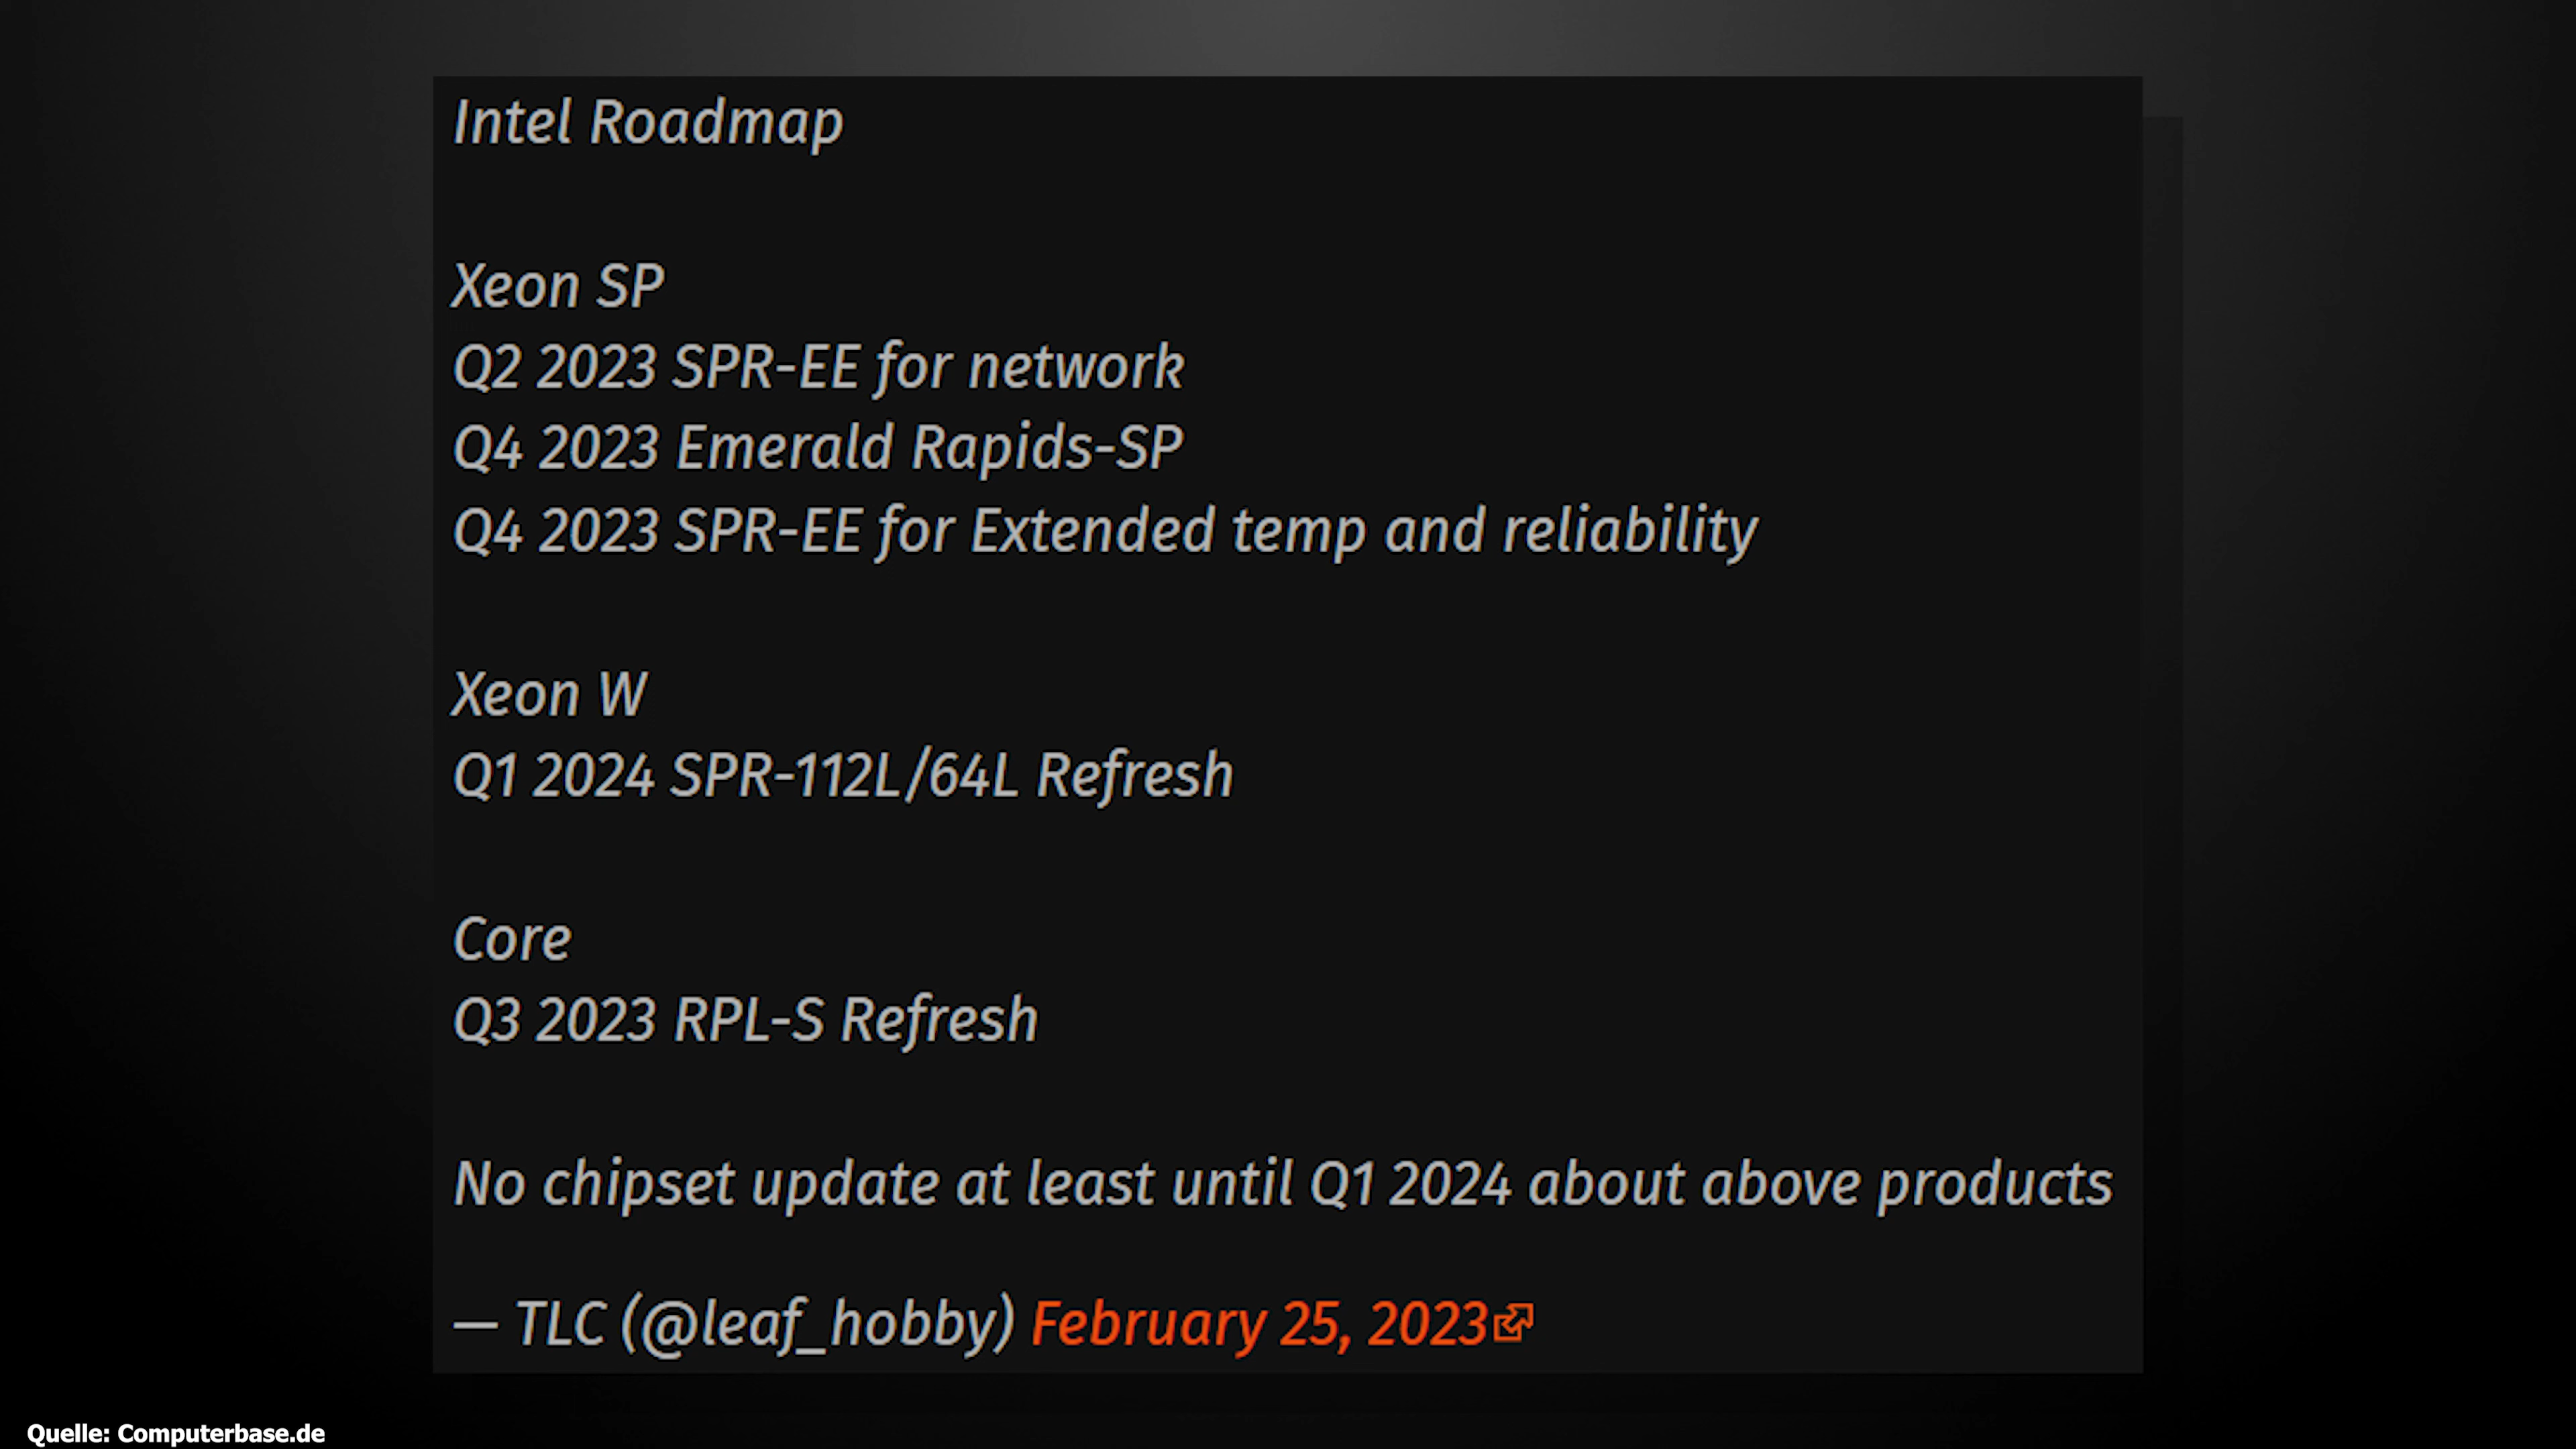 Intel Roadmap
Xeon SP
Q2 2023 SPR-EE for network
Q4 2023 Emerald Rapids-SP
Q4 2023 SPR-EE for Extended temp and reliability
Xeon W
Q1 2024 SPR-112L/64L Refresh
Core
Q3 2023 RPL-S Refresh
No chipset update at least until Q1 2024 about above products
— TLC (@leaf_hobby) February 25, 2023
Quelle: Computerbase.de